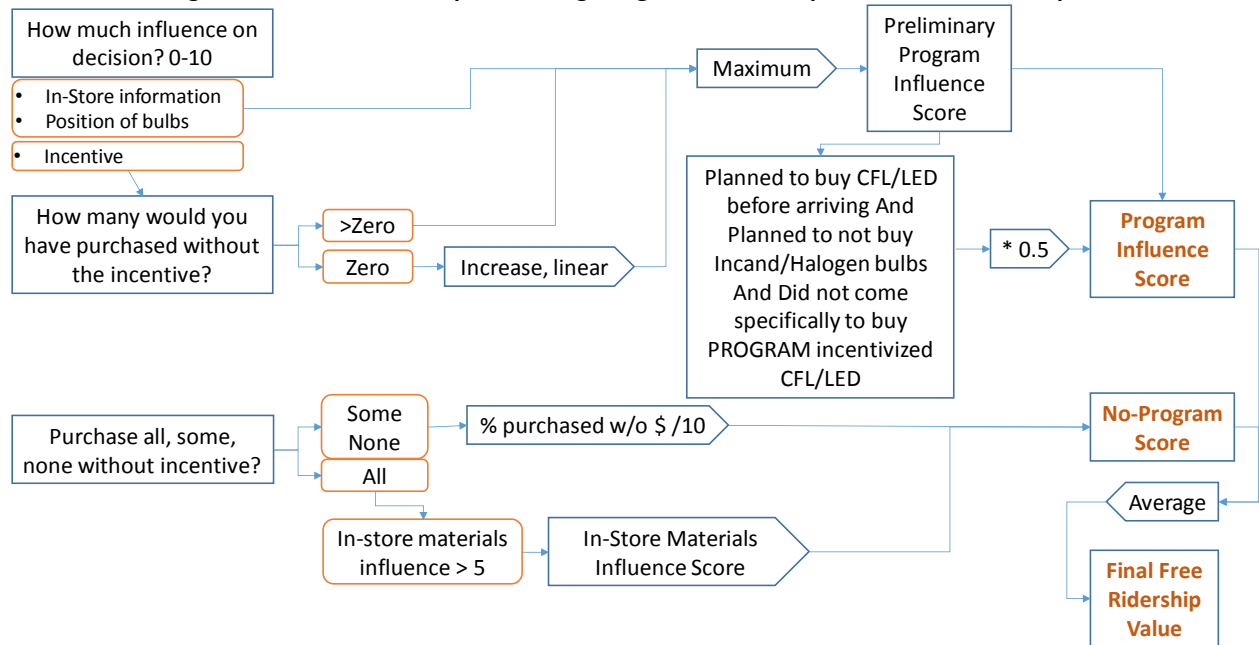 How much influence on
decision? 0-10
• In-Store information
• Position of bulbs
• Incentive
How many would you
have purchased without
the incentive?
>Zero
Zero
Increase, linear
Maximum
Preliminary
Program
Influence
Score
Planned to buy CFL/LED
before arriving And
Planned to not buy
Incand/Halogen bulbs
And Did not come
specifically to buy
PROGRAM incentivized
CFL/LED
* 0.5
Program
Influence
Score
Purchase all, some,
none without incentive?
Some
None
All
% purchased w/o $ /10
In-store materials
influence > 5
In-Store Materials
Influence Score
No-Program
Score
Average
Final Free
Ridership
Value